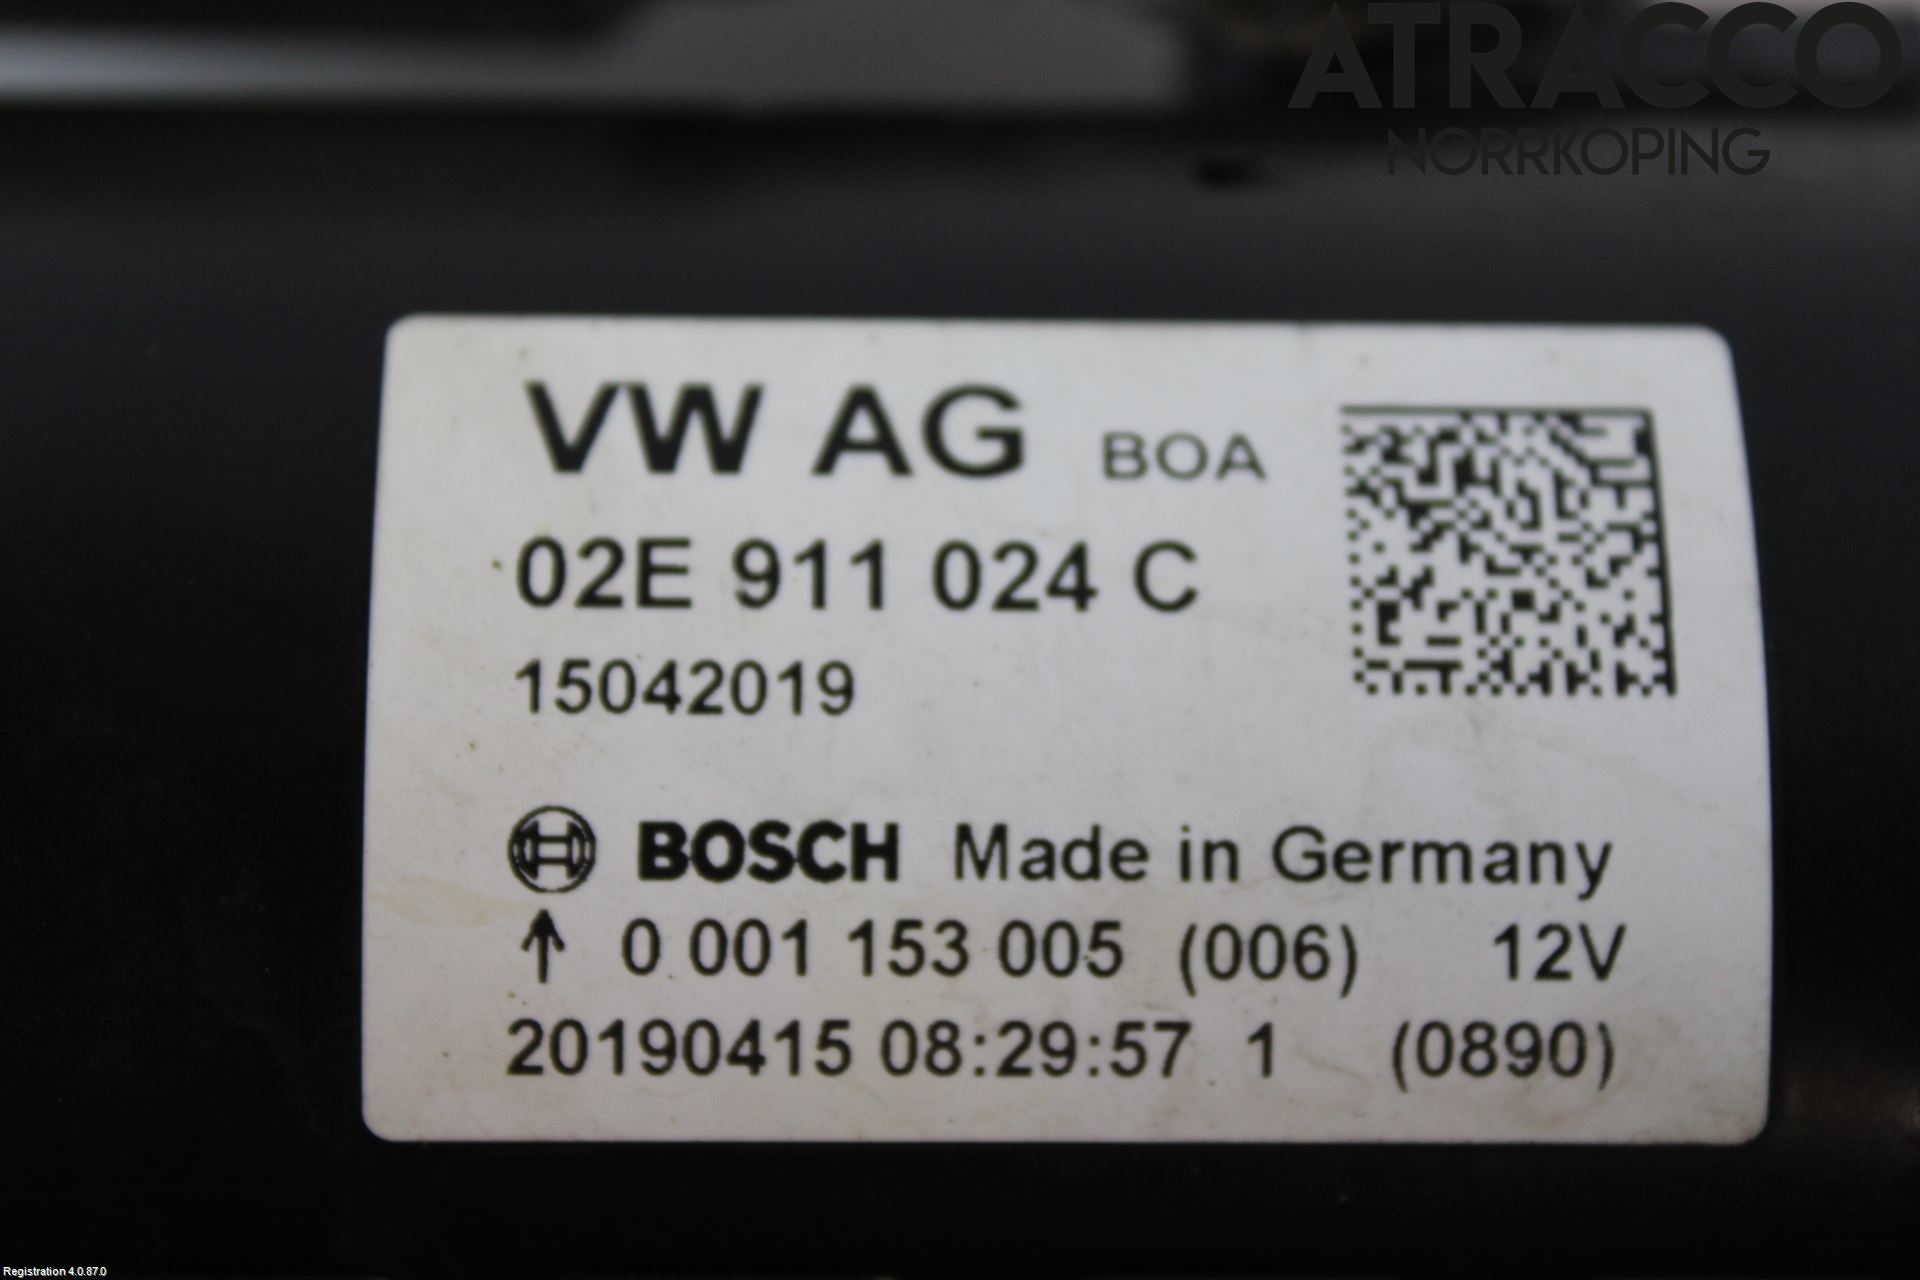 ATRACCO
NORRKOPING
VW AG BOA
02E 911 024 C
15042019
BOSCH Made in Germany
↑ 0 001 153 005 (006) 12V
20190415 08:29:57 1 (0890)
Registration 4.0.87.0